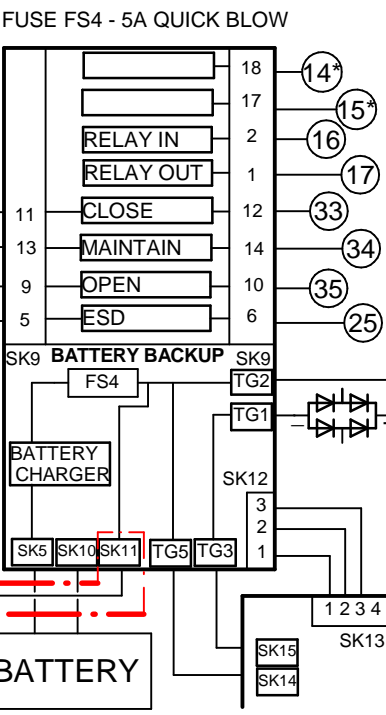 FUSE FS4 - 5A QUICK BLOW
18 14*
17 15*
RELAY IN 2 16
RELAY OUT 1 17
11 CLOSE 12 33
13 MAINTAIN 14 34
9 OPEN 10 35
5 ESD 6 25
SK9 BATTERY BACKUP SK9
FS4 TG2
TG1
BATTERY
CHARGER
SK12
3
2
1
SK5 SK10 SK11 TG5 TG3
1 2 3 4
SK13
SK15
SK14
BATTERY